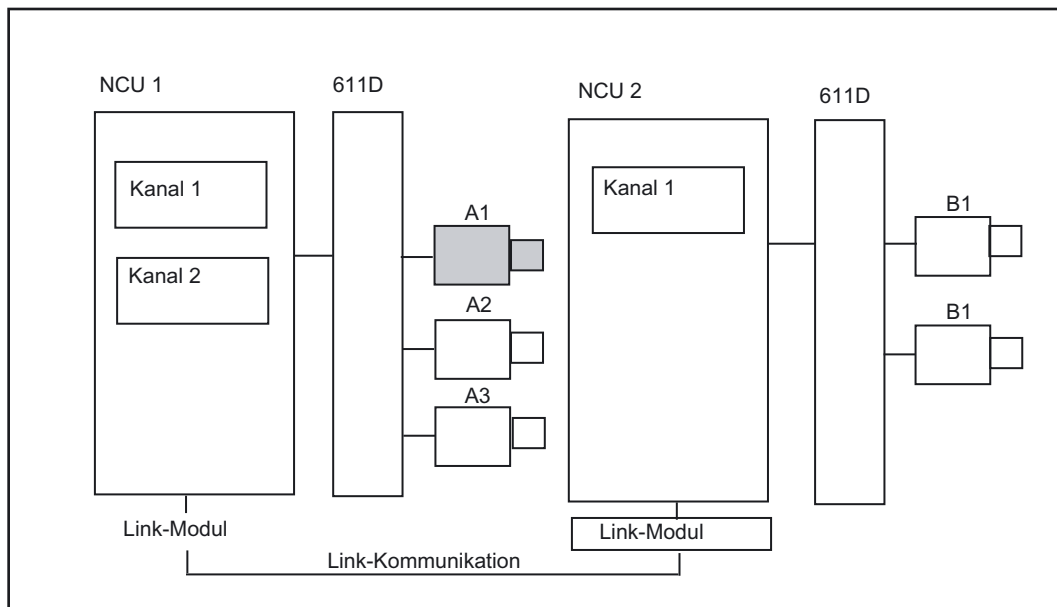 NCU 1
611D
NCU 2
611D
Kanal 1
Kanal 2
A1
A2
A3
Kanal 1
B1
B1
Link-Modul
Link-Modul
Link-Kommunikation